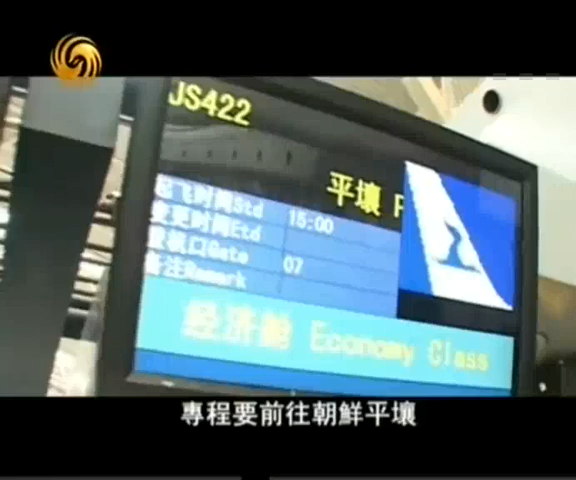 JS422
平壤 P
起飞时间Std 15:00
变更时间Etd
登机口Gate 07
备注Remark
经济舱 Economy Class
專程要前往朝鮮平壤